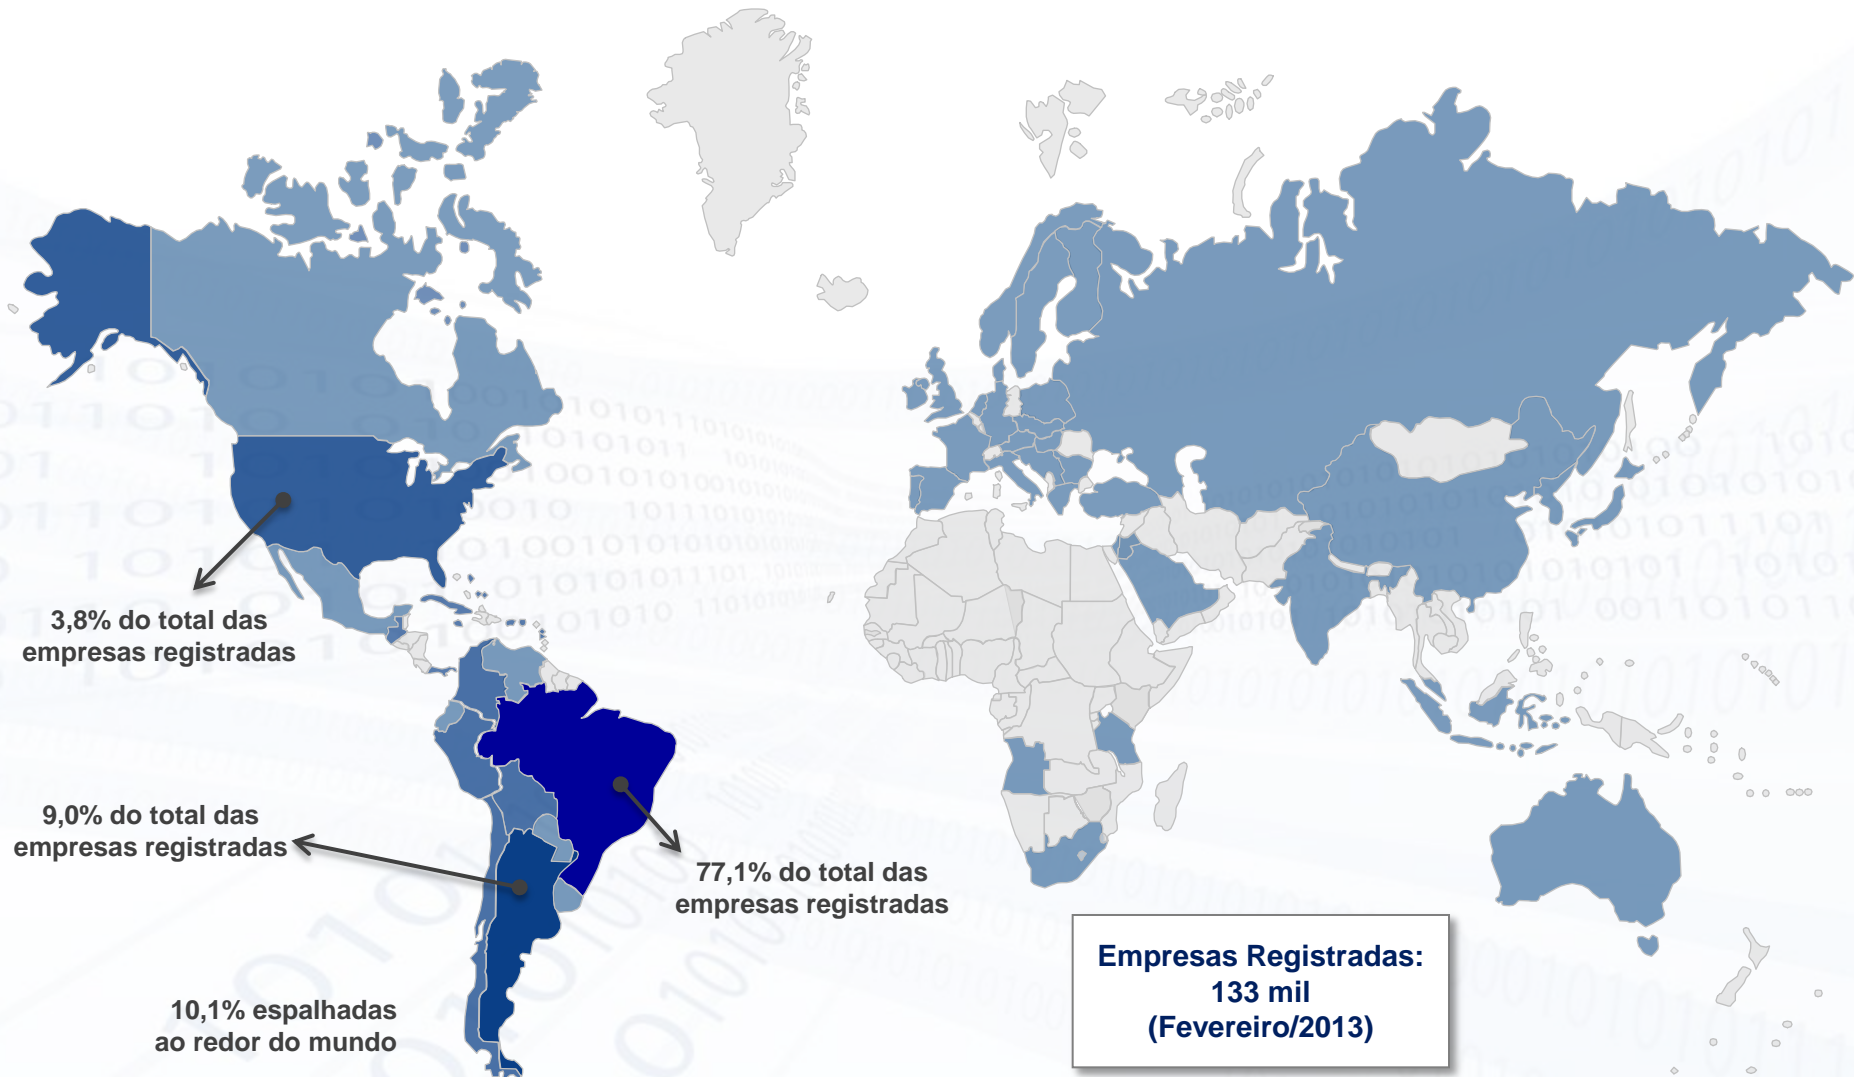 3,8% do total das
empresas registradas
9,0% do total das
empresas registradas
77,1% do total das
empresas registradas
10,1% espalhadas
ao redor do mundo
Empresas Registradas:
133 mil
(Fevereiro/2013)